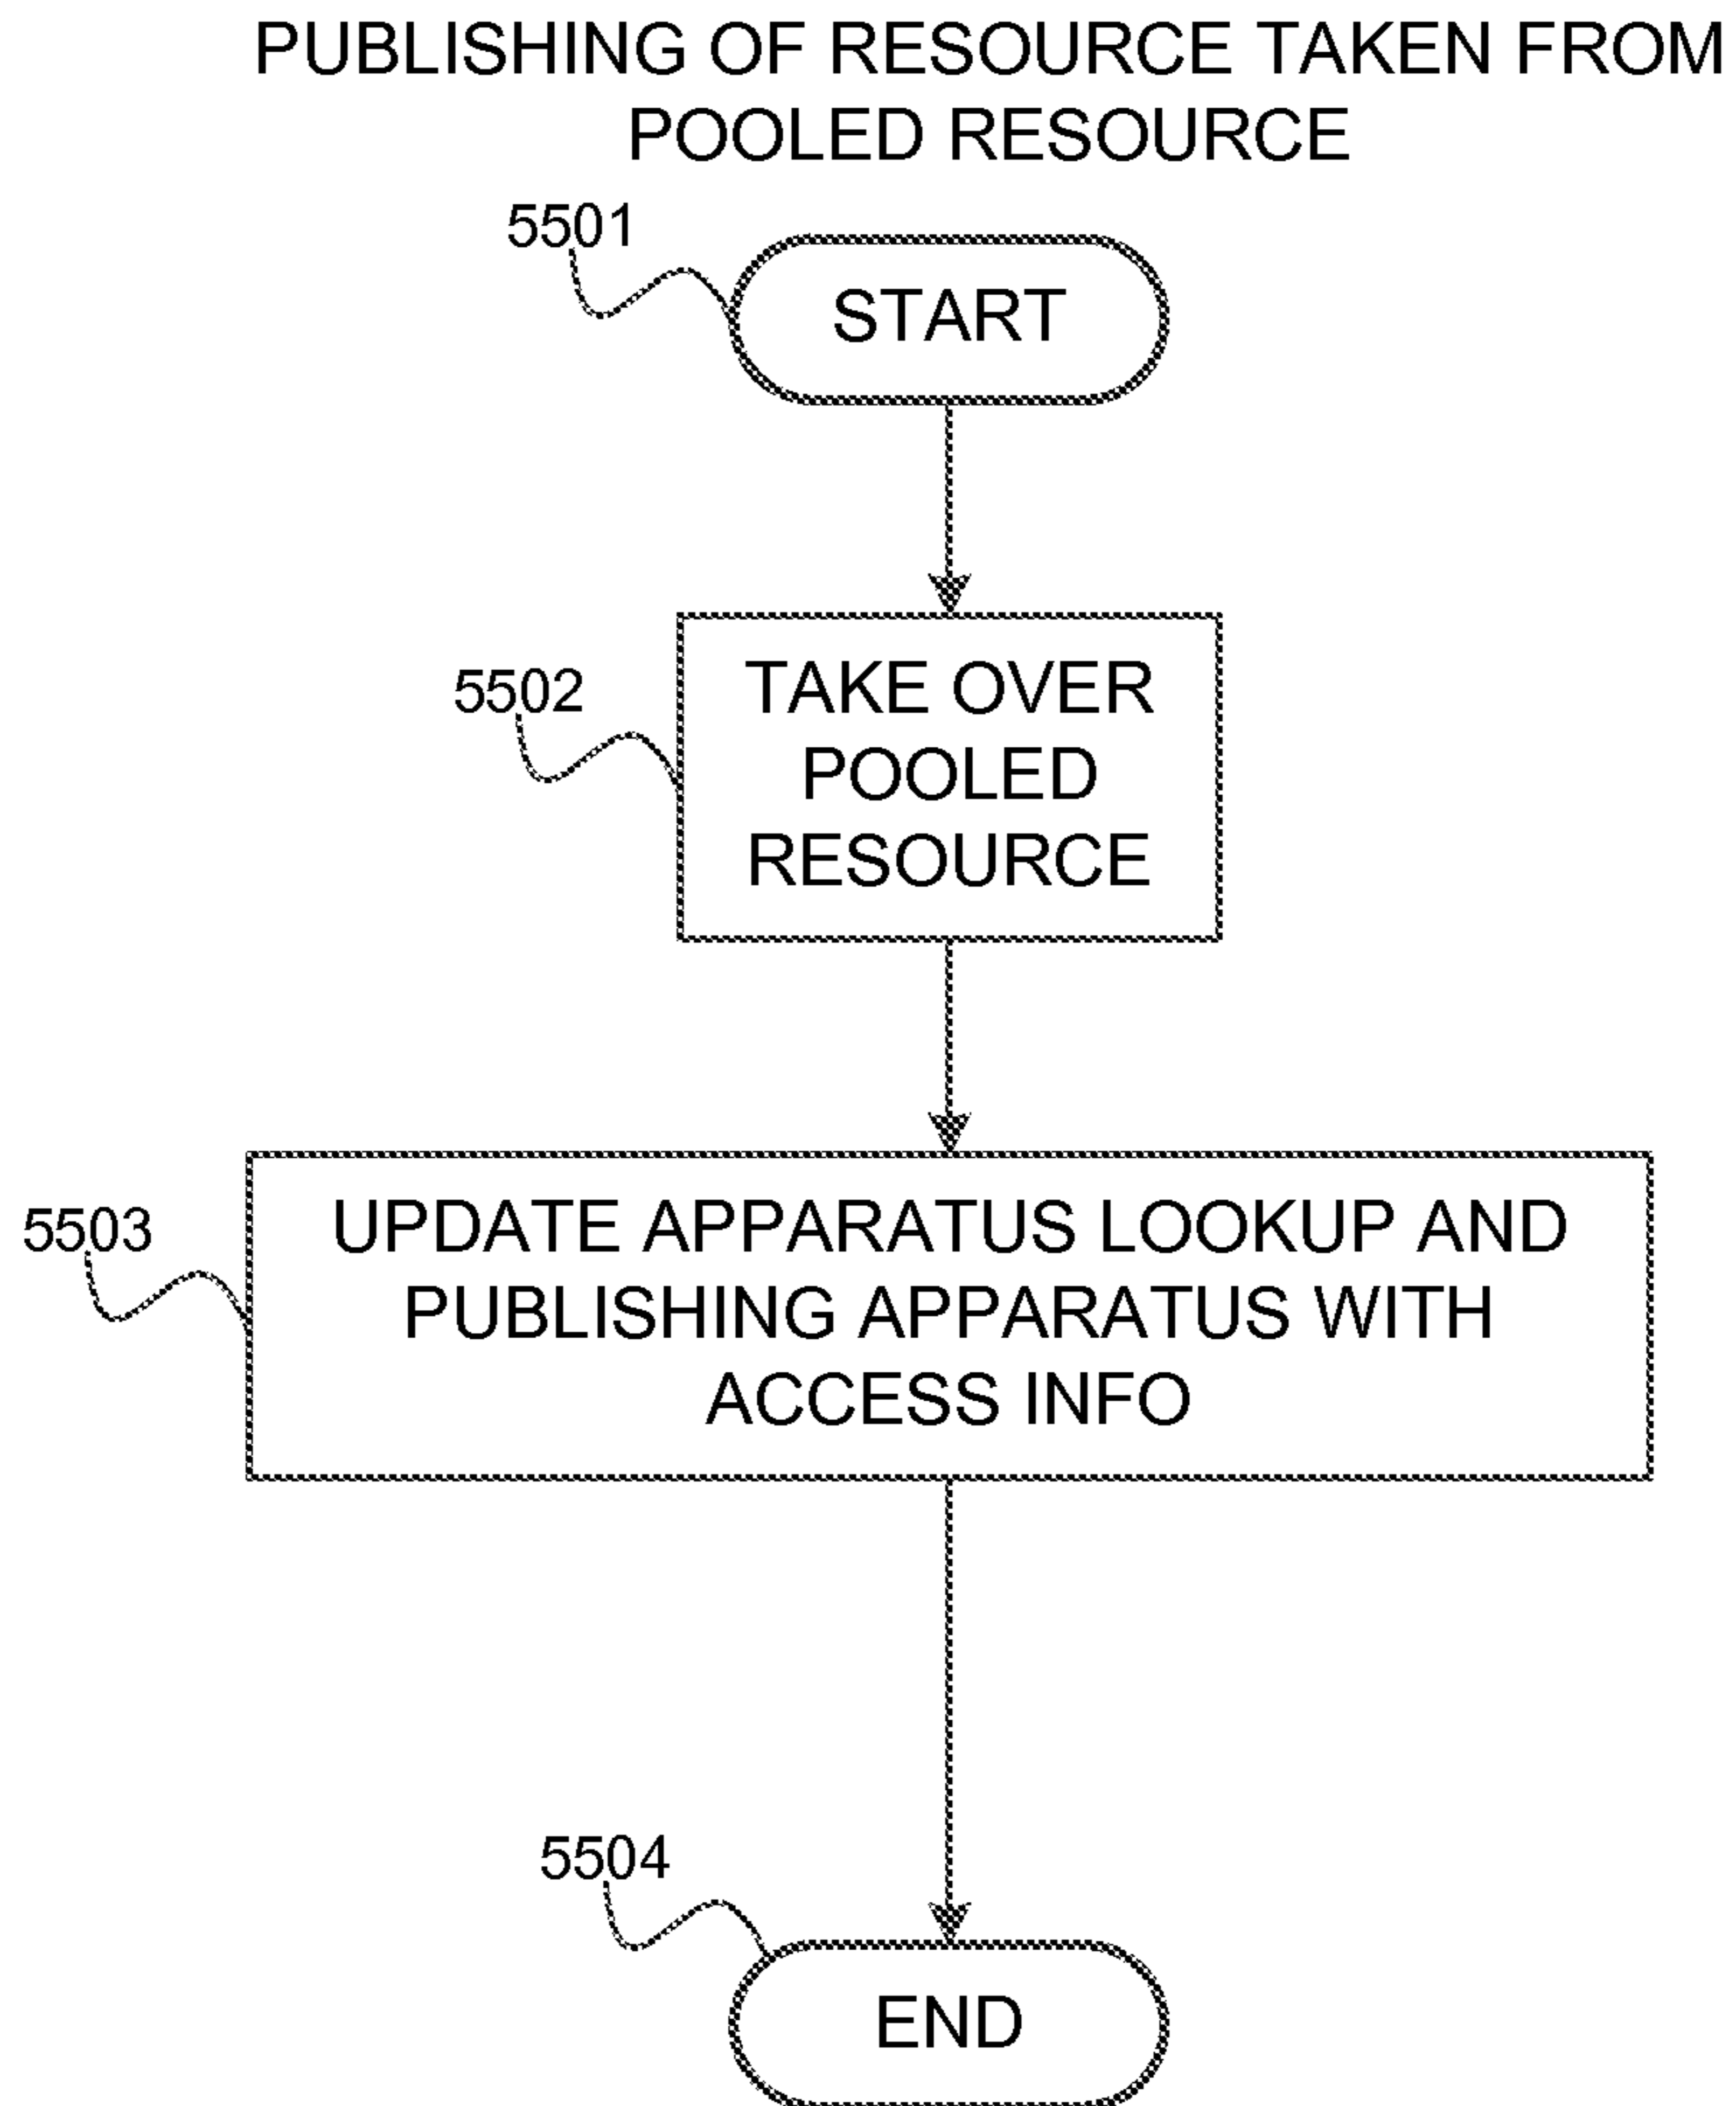 PUBLISHING OF RESOURCE TAKEN FROM
POOLED RESOURCE
5501
START
5502
TAKE OVER
POOLED
RESOURCE
5503
UPDATE APPARATUS LOOKUP AND
PUBLISHING APPARATUS WITH
ACCESS INFO
5504
END